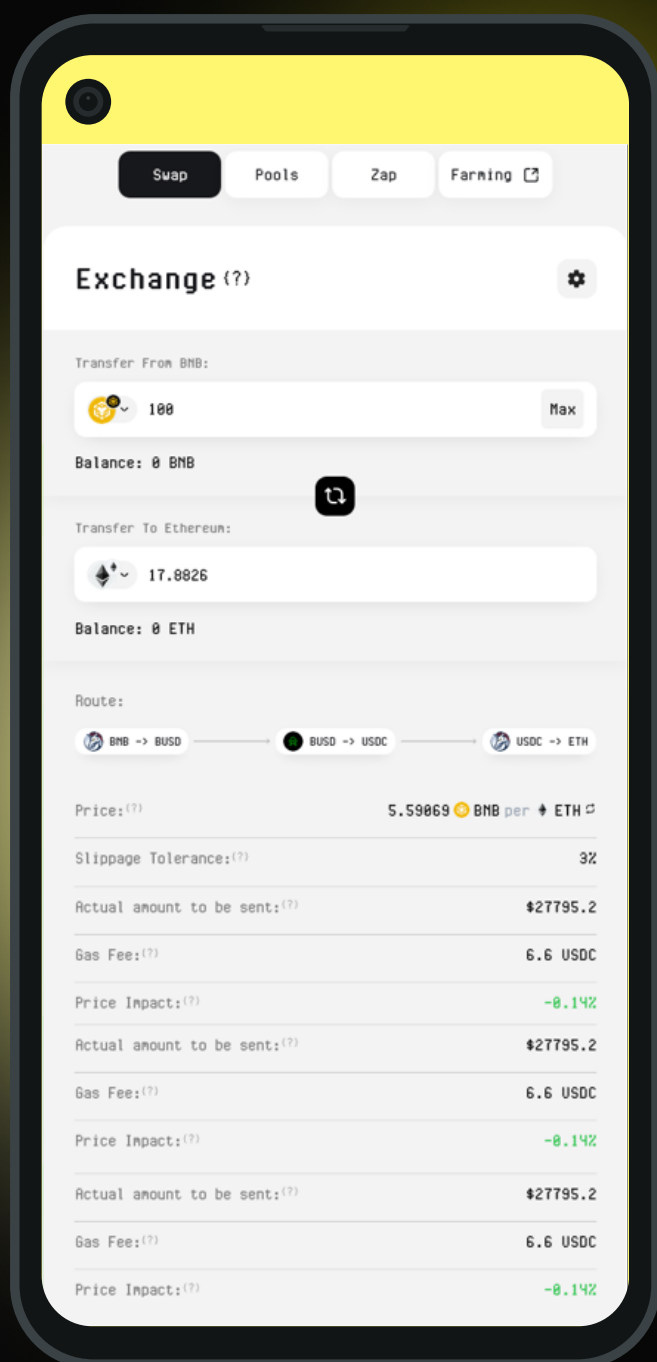 Swap Pools Zap Farming
Exchange (?)
Transfer From BNB:
100 Max
Balance: 0 BNB
Transfer To Ethereum:
17.8826
Balance: 0 ETH
Route:
BNB -> BUSD BUSD -> USDC USDC -> ETH
Price:(?) 5.59069 BNB per ETH
Slippage Tolerance:(?) 3%
Actual amount to be sent:(?) $27795.2
Gas Fee:(?) 6.6 USDC
Price Impact:(?) -0.14%
Actual amount to be sent:(?) $27795.2
Gas Fee:(?) 6.6 USDC
Price Impact:(?) -0.14%
Actual amount to be sent:(?) $27795.2
Gas Fee:(?) 6.6 USDC
Price Impact:(?) -0.14%